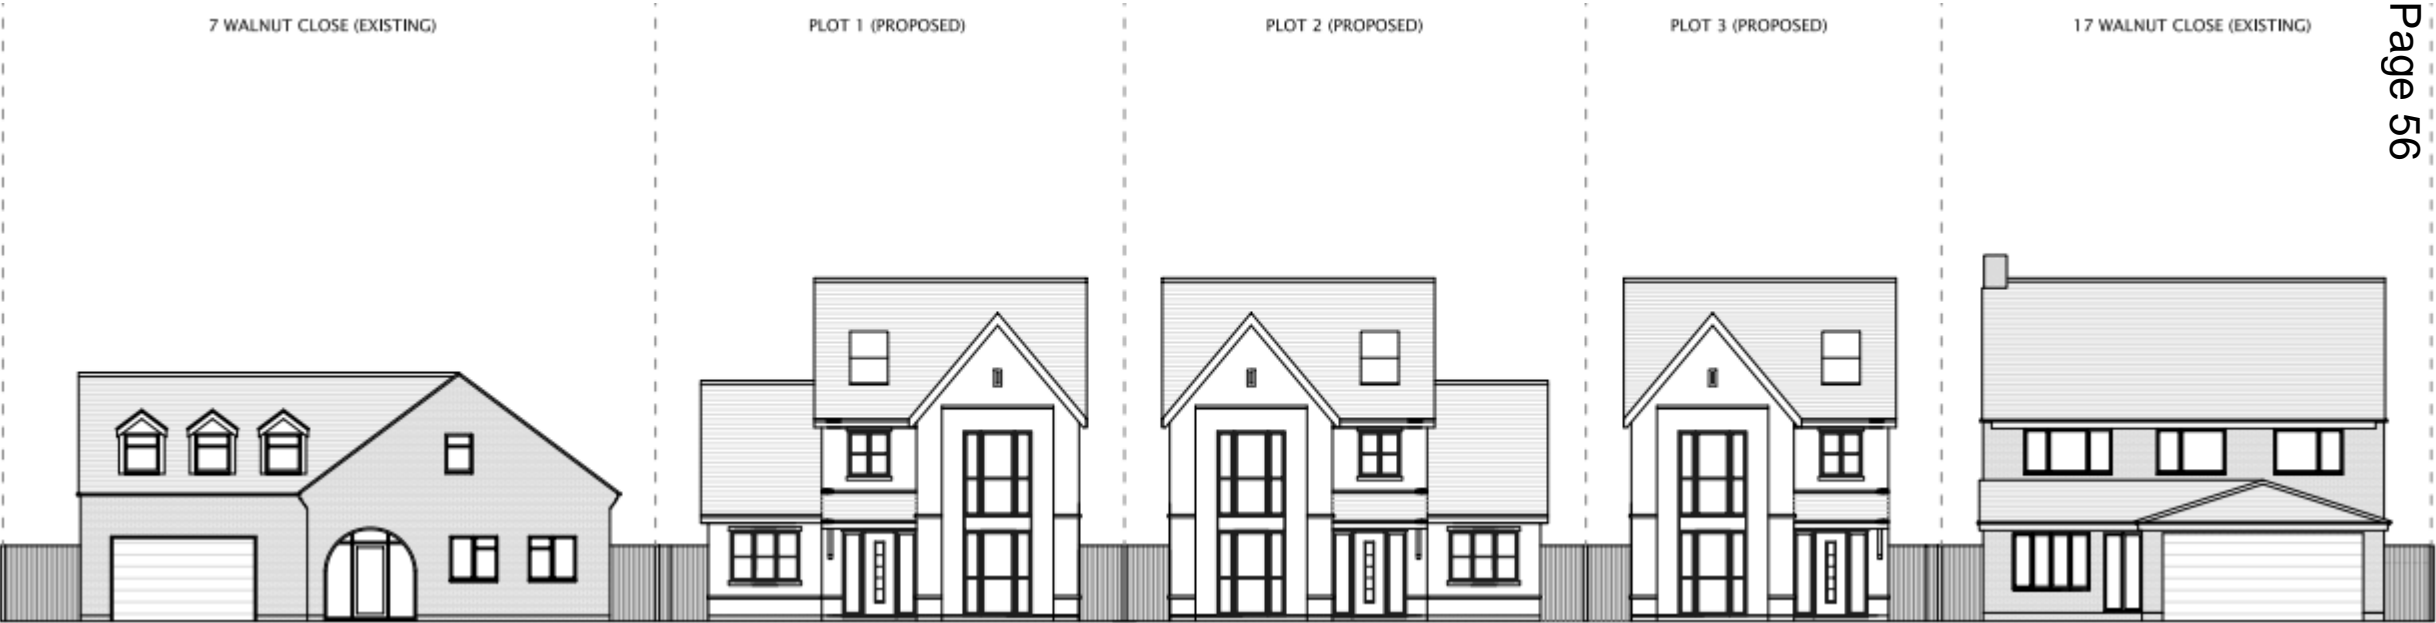 7 WALNUT CLOSE (EXISTING)
PLOT 1 (PROPOSED)
PLOT 2 (PROPOSED)
PLOT 3 (PROPOSED)
17 WALNUT CLOSE (EXISTING)
Page 56